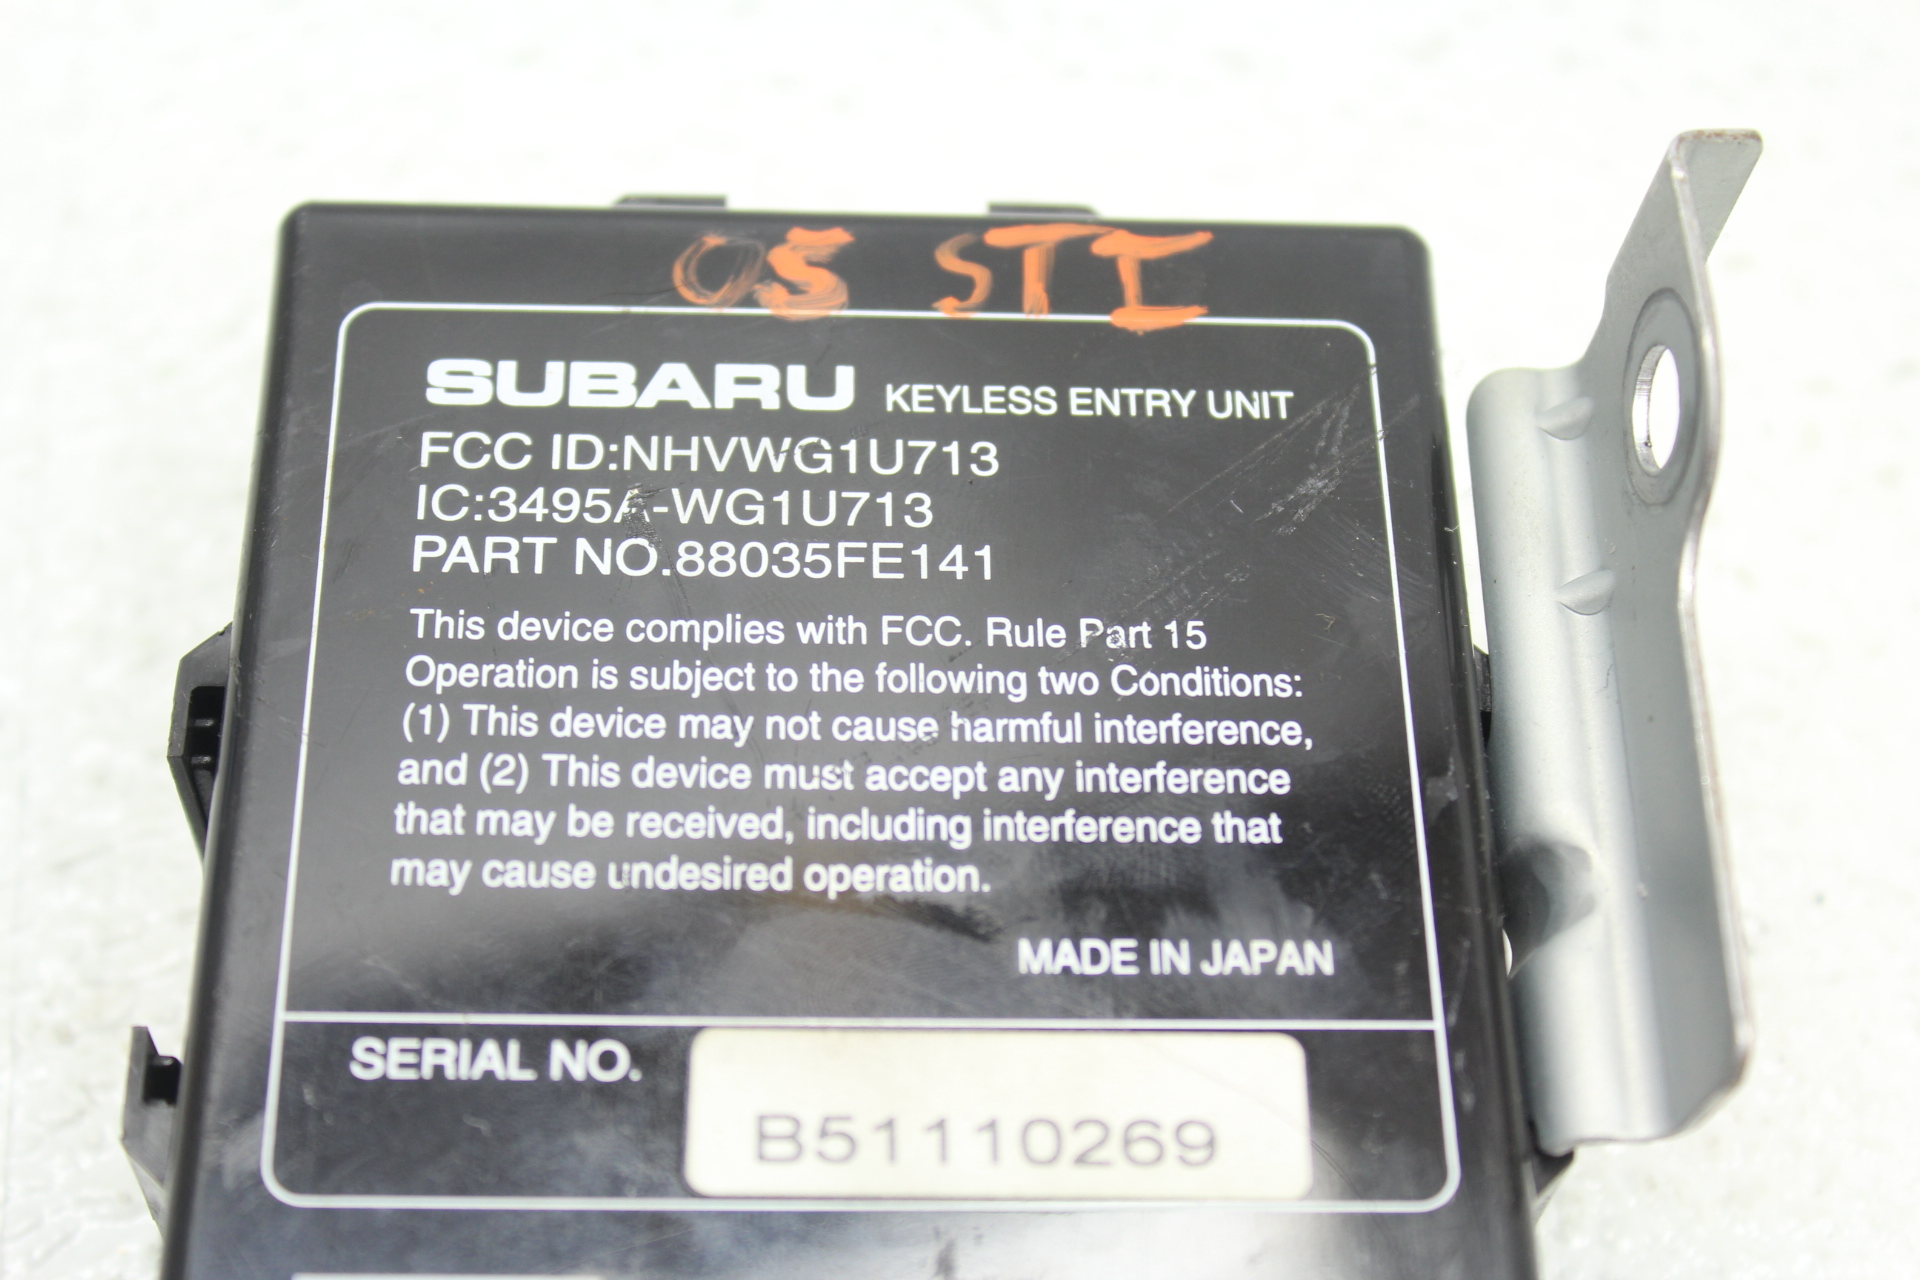 05 STI
SUBARU KEYLESS ENTRY UNIT
FCC ID:NHVWG1U713
IC:3495A-WG1U713
PART NO.88035FE141
This device complies with FCC. Rule Part 15
Operation is subject to the following two Conditions:
(1) This device may not cause harmful interference,
and (2) This device must accept any interference
that may be received, including interference that
may cause undesired operation.
MADE IN JAPAN
SERIAL NO.
B51110269